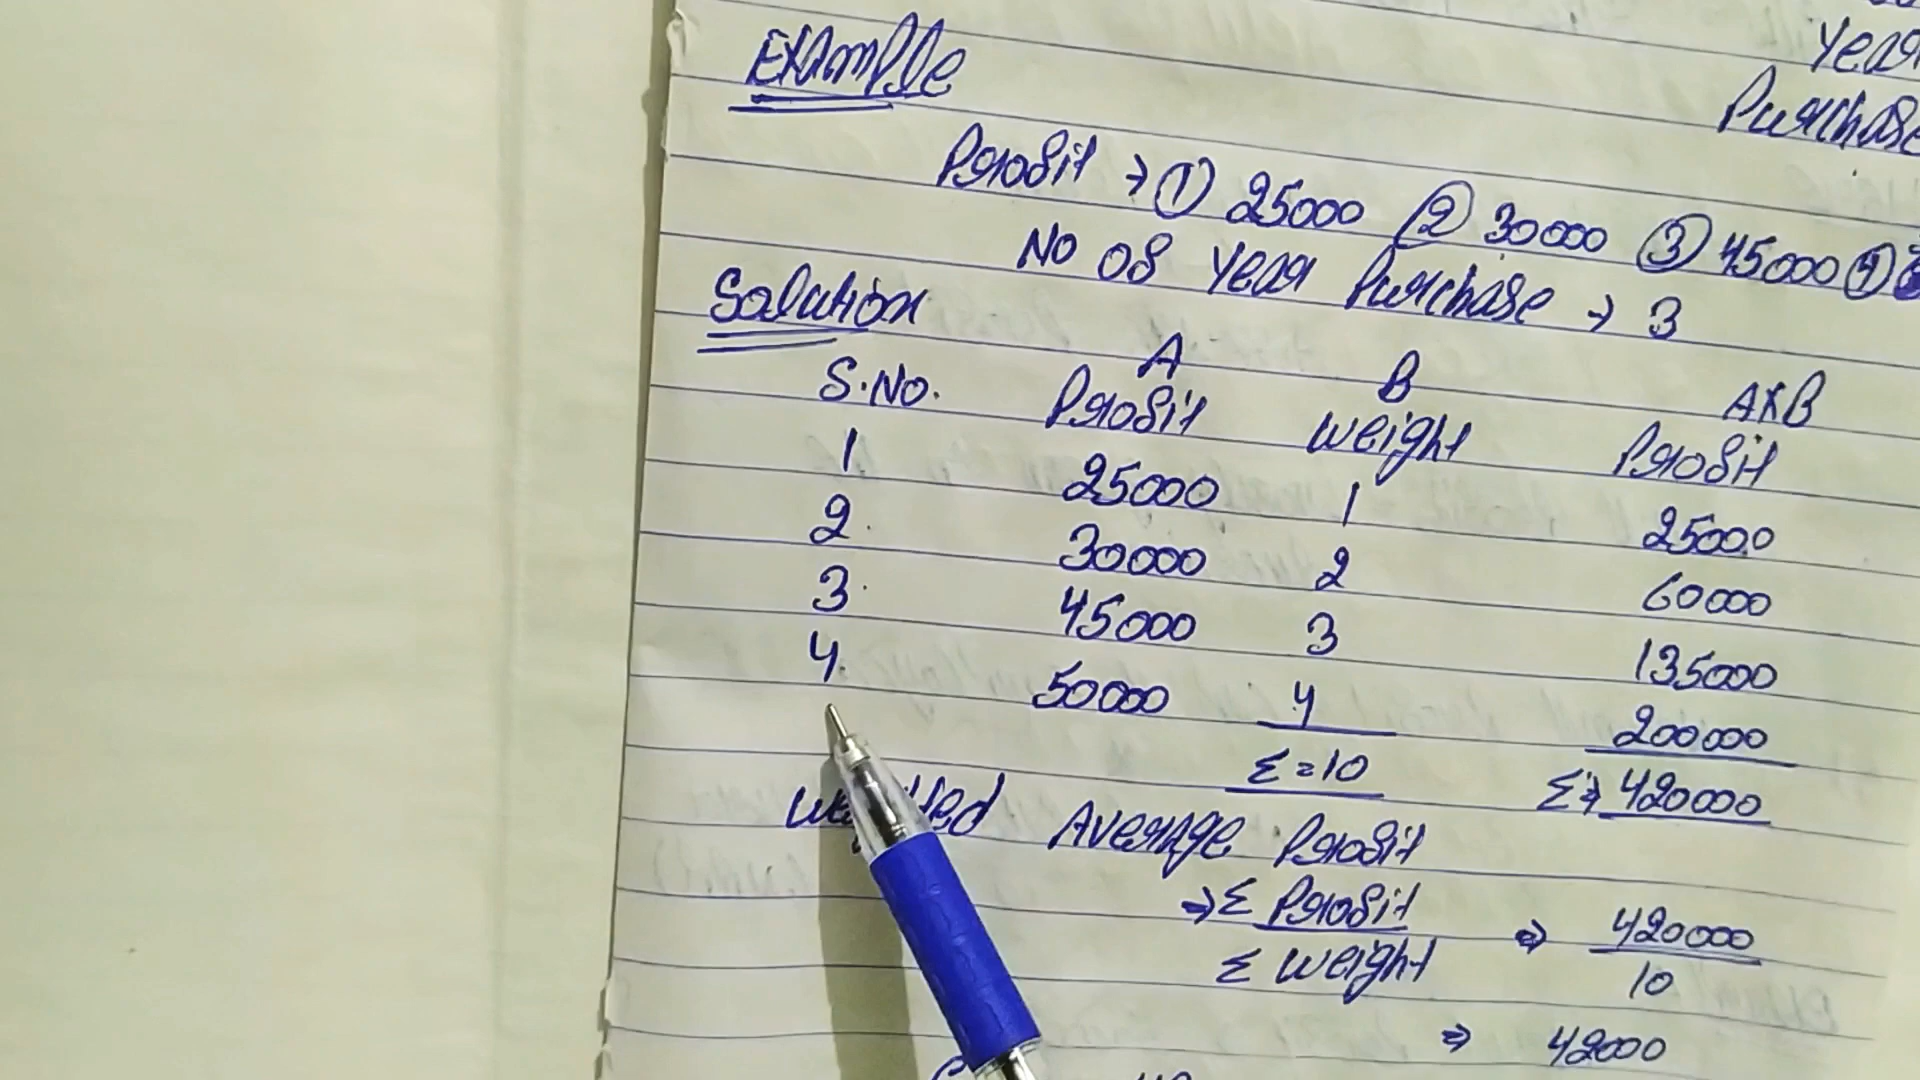 Year
Purchase
Example
Profit → ① 25000 ② 30000 ③ 45000 ④
No of Year Purchase → 3
Solution
A B AXB
S.No. Profit Weight Profit
1 25000 1 25000
2. 30000 2 60000
3. 45000 3 135000
4. 50000 4 200000
Σ=10 Σ⇒ 420000
Average Profit
⇒ Σ Profit ⇒ 420000
Σ Weight 10
⇒ 42000